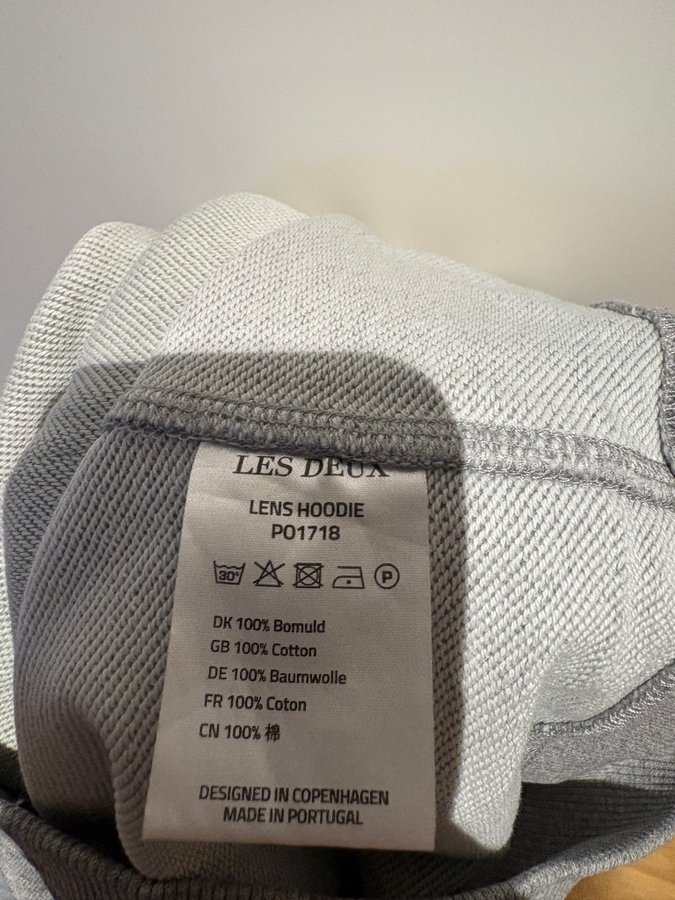 LES DEUX
LENS HOODIE
PO1718
30° P
DK 100% Bomuld
GB 100% Cotton
DE 100% Baumwolle
FR 100% Coton
CN 100% 棉
DESIGNED IN COPENHAGEN
MADE IN PORTUGAL